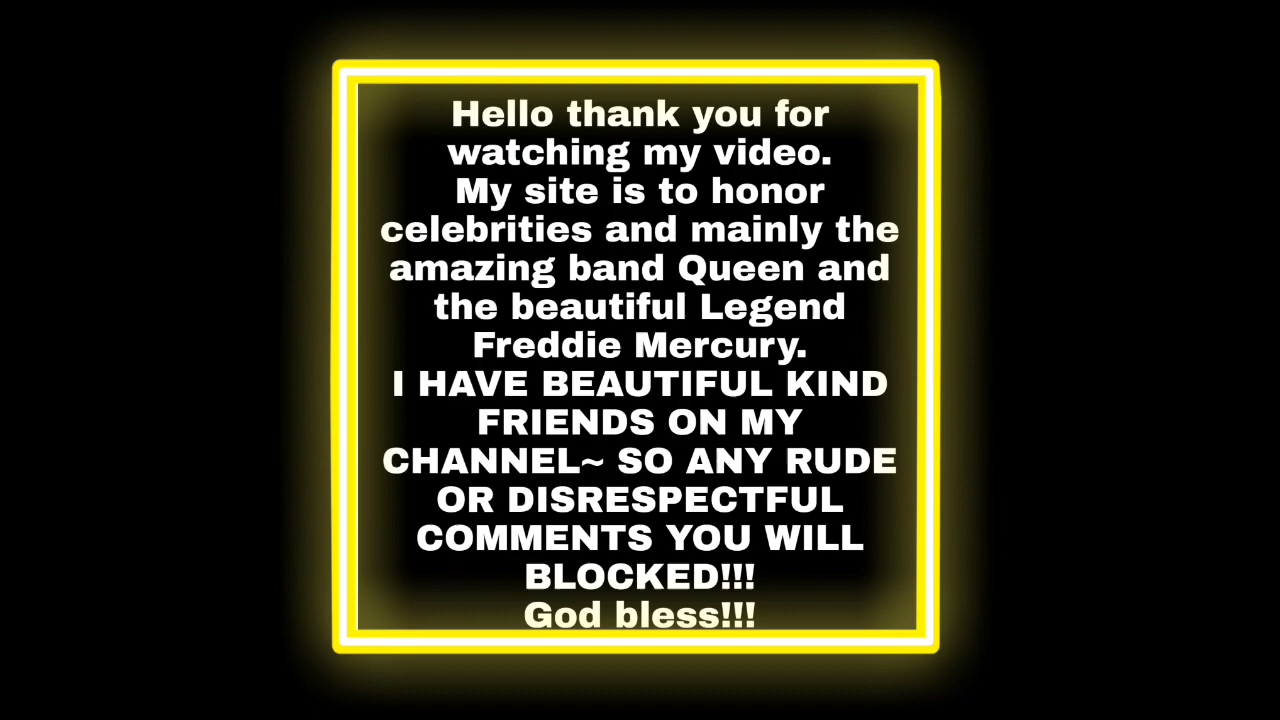 Hello thank you for
watching my video.
My site is to honor
celebrities and mainly the
amazing band Queen and
the beautiful Legend
Freddie Mercury.
I HAVE BEAUTIFUL KIND
FRIENDS ON MY
CHANNEL~ SO ANY RUDE
OR DISRESPECTFUL
COMMENTS YOU WILL
BLOCKED!!!
God bless!!!